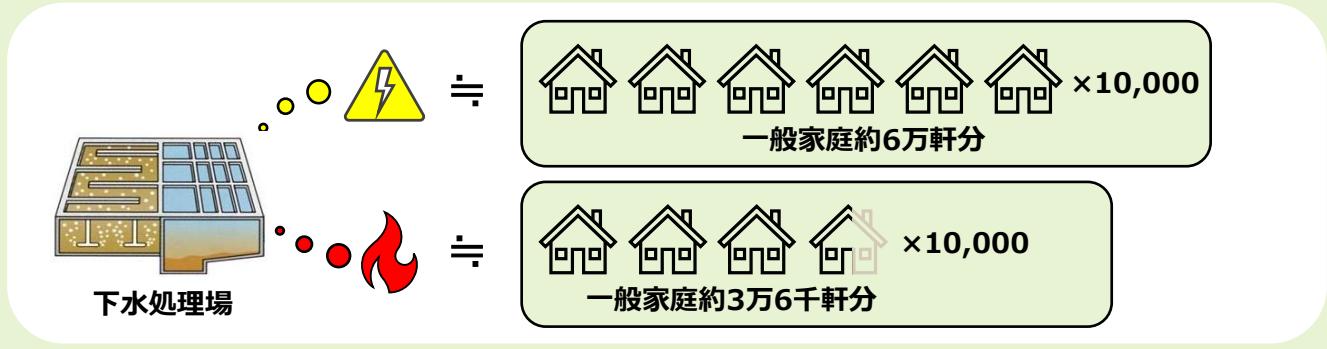 ≒
×10,000
一般家庭約6万軒分
≒
×10,000
一般家庭約3万6千軒分
下水処理場